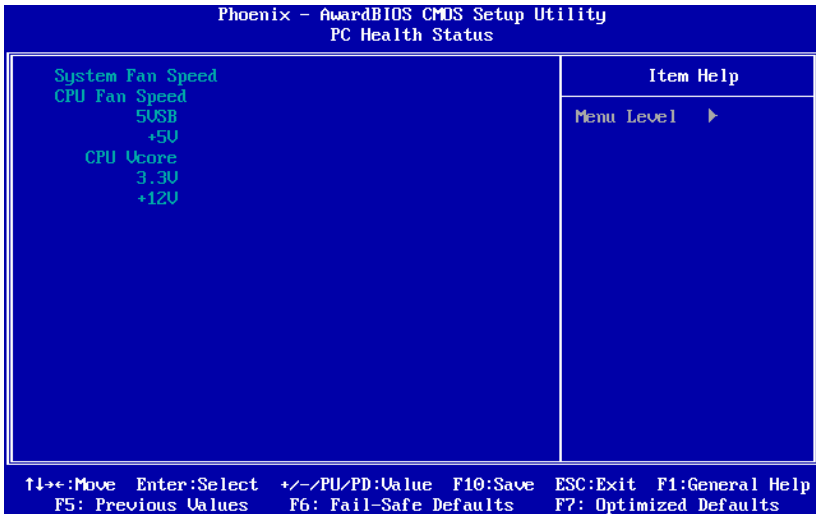 Phoenix - AwardBIOS CMOS Setup Utility
PC Health Status
System Fan Speed
CPU Fan Speed
5VSB
+5V
CPU Vcore
3.3V
+12V
Item Help
Menu Level ▶
↑↓→←:Move Enter:Select +/-/PU/PD:Value F10:Save ESC:Exit F1:General Help
F5: Previous Values F6: Fail-Safe Defaults F7: Optimized Defaults